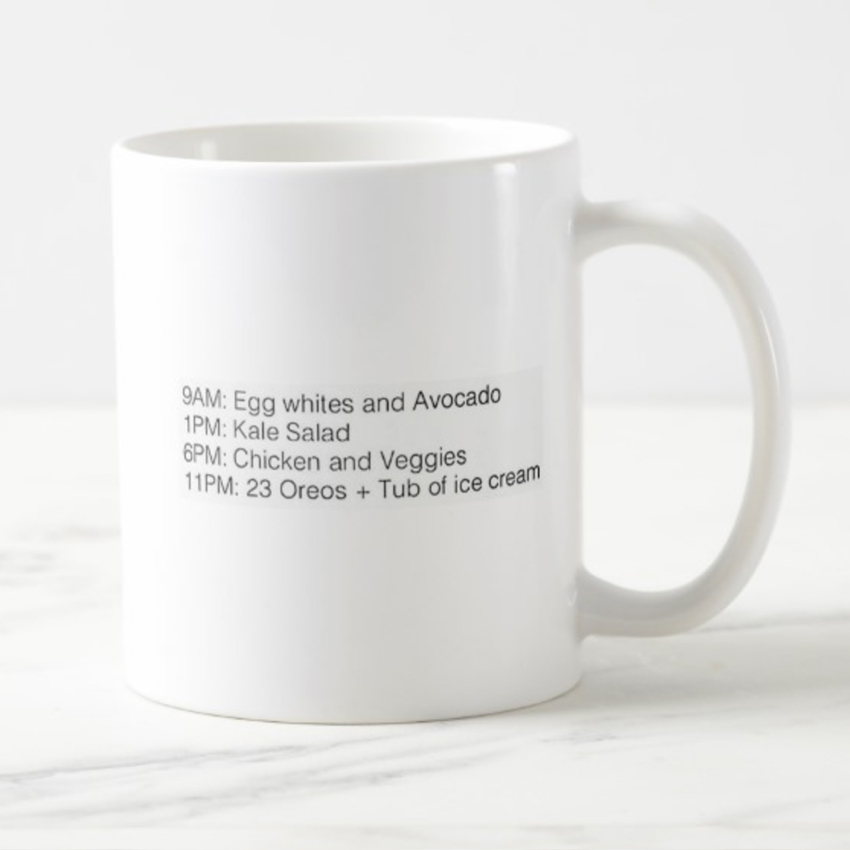 9AM: Egg whites and Avocado
1PM: Kale Salad
6PM: Chicken and Veggies
11PM: 23 Oreos + Tub of ice cream